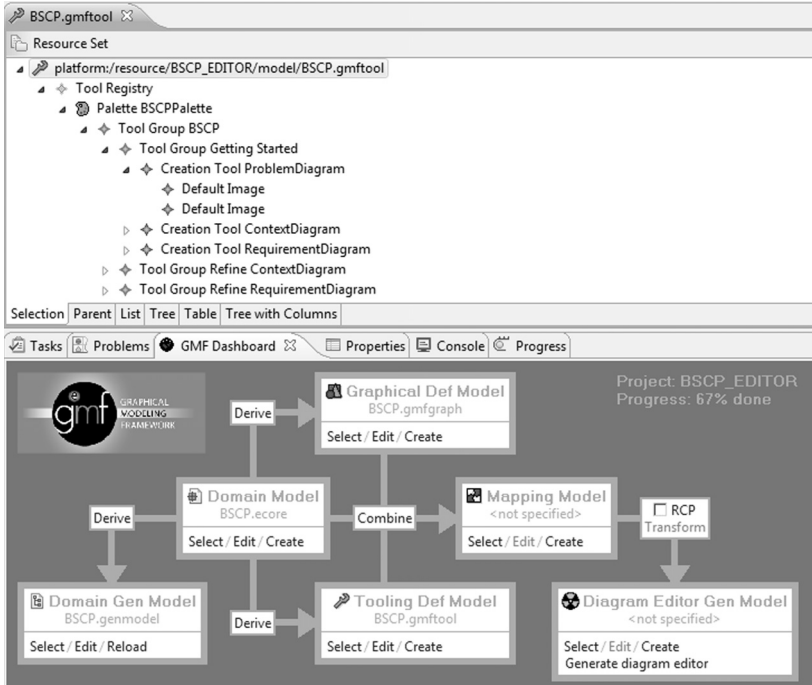 BSCP.gmftool
Resource Set
platform:/resource/BSCP_EDITOR/model/BSCP.gmftool
Tool Registry
Palette BSCPPalette
Tool Group BSCP
Tool Group Getting Started
Creation Tool ProblemDiagram
Default Image
Default Image
Creation Tool ContextDiagram
Creation Tool RequirementDiagram
Tool Group Refine ContextDiagram
Tool Group Refine RequirementDiagram
Selection Parent List Tree Table Tree with Columns
Tasks Problems GMF Dashboard Properties Console Progress
e
gmf
GRAPHICAL
MODELING
FRAMEWORK
Derive
Graphical Def Model
BSCP.gmfgraph
Select / Edit / Create
Project: BSCP_EDITOR
Progress: 67% done
Derive
Domain Model
BSCP.ecore
Select / Edit / Create
Combine
Mapping Model
<not specified>
Select / Edit / Create
RCP
Transform
Domain Gen Model
BSCP.genmodel
Select / Edit / Reload
Derive
Tooling Def Model
BSCP.gmftool
Select / Edit / Create
Diagram Editor Gen Model
<not specified>
Select / Edit / Create
Generate diagram editor